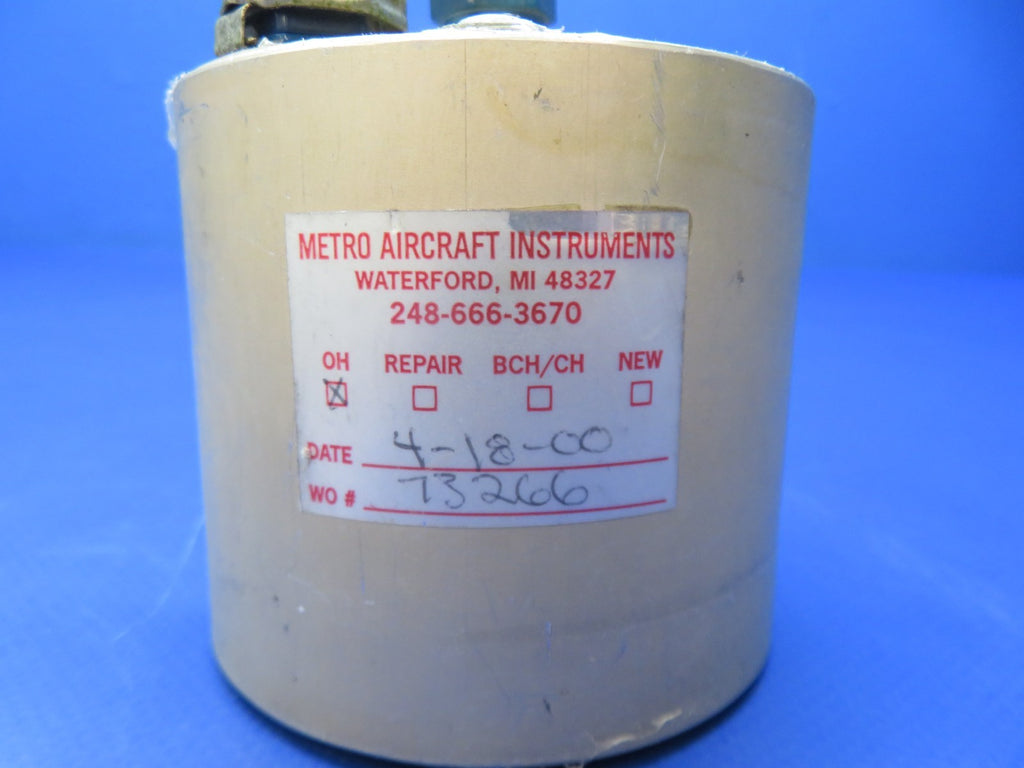 METRO AIRCRAFT INSTRUMENTS
WATERFORD, MI 48327
248-666-3670
OH REPAIR BCH/CH NEW
DATE 4-18-00
WO # 73266